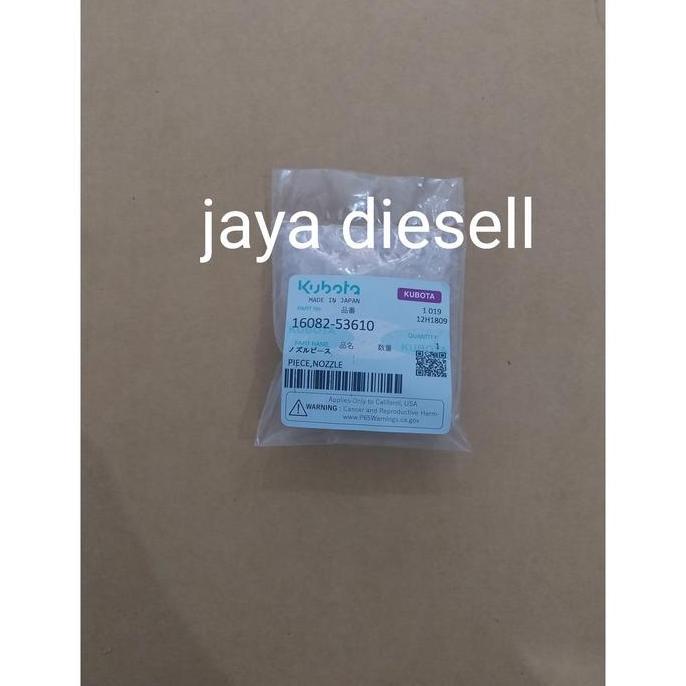 jaya diesell
Kubota
KUBOTA
MADE IN JAPAN
PART No. 品番
1 019
12H1809
16082-53610
KUBOTA
QUANTITY
PART NAME 品名 数量 1
KUBOTA
ノズルピース
PIECE,NOZZLE
Applies Only to Californi, USA
WARNING : Cancer and Reproductive Harm-
www.P65Warnings.ca.gov